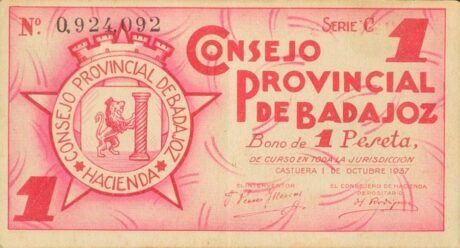 Nº 0,924,092
SERIE C
1
CONSEJO
PROVINCIAL
DE BADAJOZ
Bono de 1 Peseta,
DE CURSO EN TODA LA JURISDICCION
CASTUERA 1 DE OCTUBRE 1937
EL INTERVENTOR
EL CONSEJERO DE HACIENDA
DEPOSITARIO
CONSEJO PROVINCIAL DE BADAJOZ
HACIENDA
1